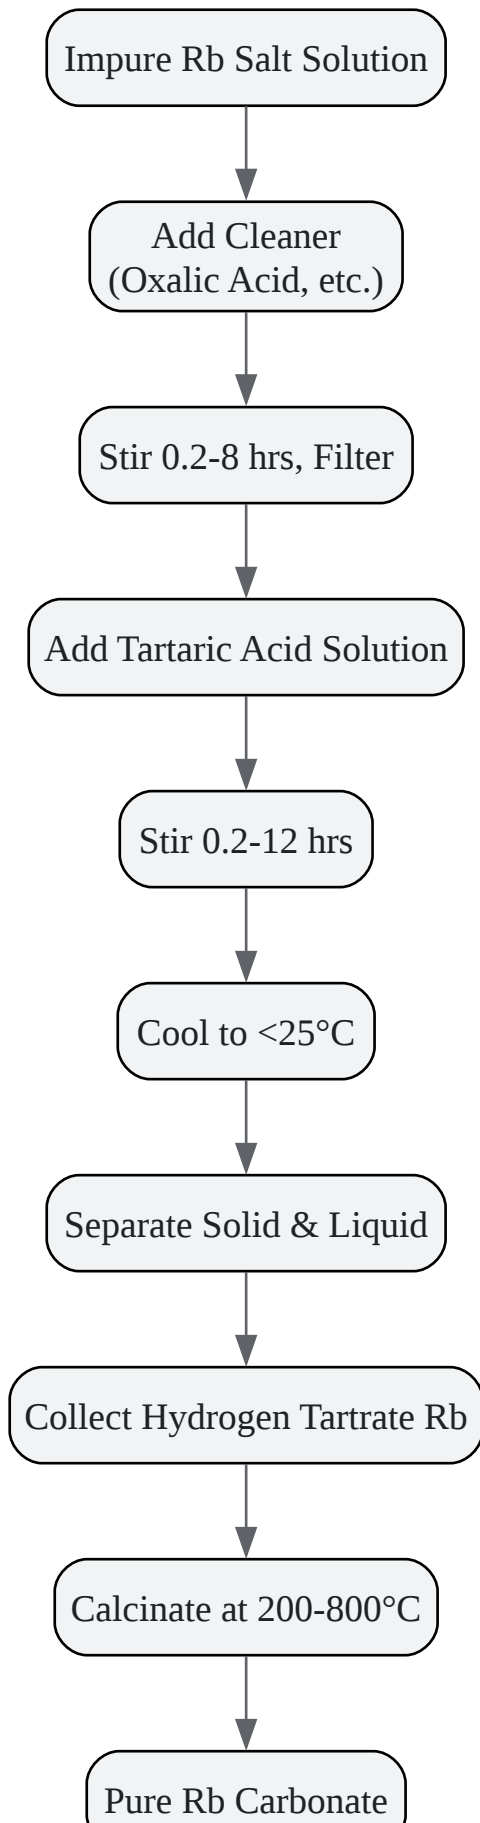 Impure Rb Salt Solution
Add Cleaner
(Oxalic Acid, etc.)
Stir 0.2-8 hrs, Filter
Add Tartaric Acid Solution
Stir 0.2-12 hrs
Cool to <25°C
Separate Solid & Liquid
Collect Hydrogen Tartrate Rb
Calcinate at 200-800°C
Pure Rb Carbonate